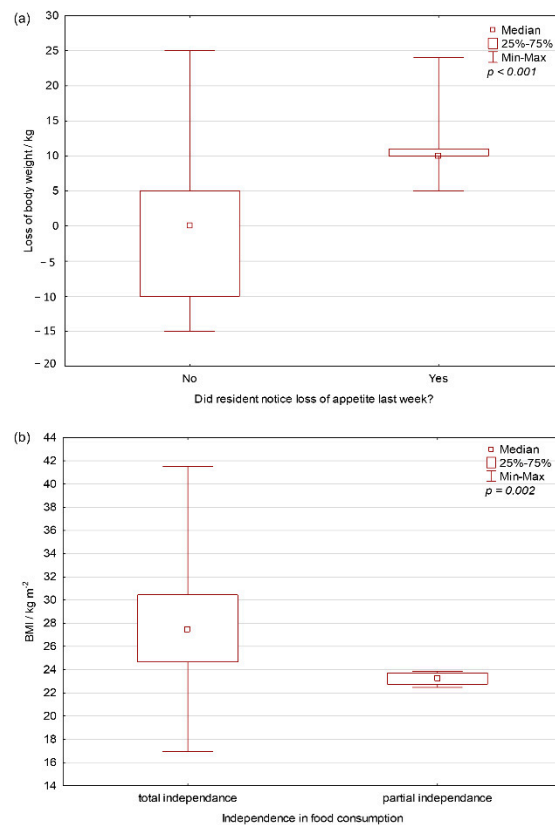 (a)
Median
25%-75%
Min-Max
p < 0.001
30
25
20
15
10
5
0
– 5
– 10
– 15
– 20
Loss of body weight / kg
No
Yes
Did resident notice loss of appetite last week?
(b)
Median
25%-75%
Min-Max
p = 0.002
44
42
40
38
36
34
32
30
28
26
24
22
20
18
16
14
BMI / kg m-2
total independance
partial independance
Independence in food consumption